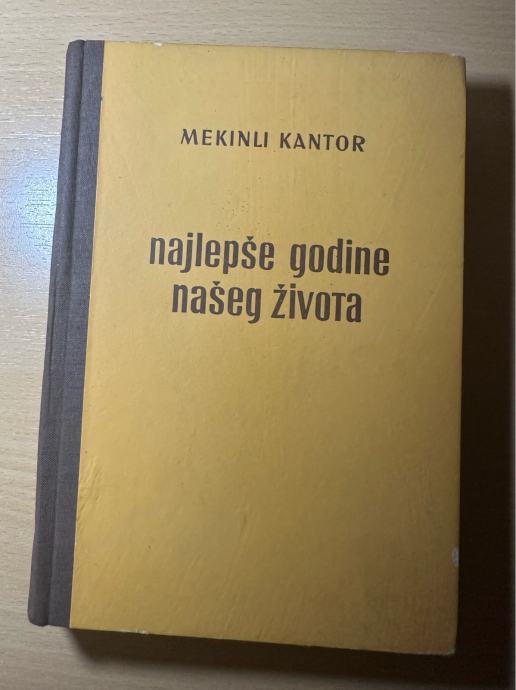 MEKINLI KANTOR
najlepše godine
našeg života